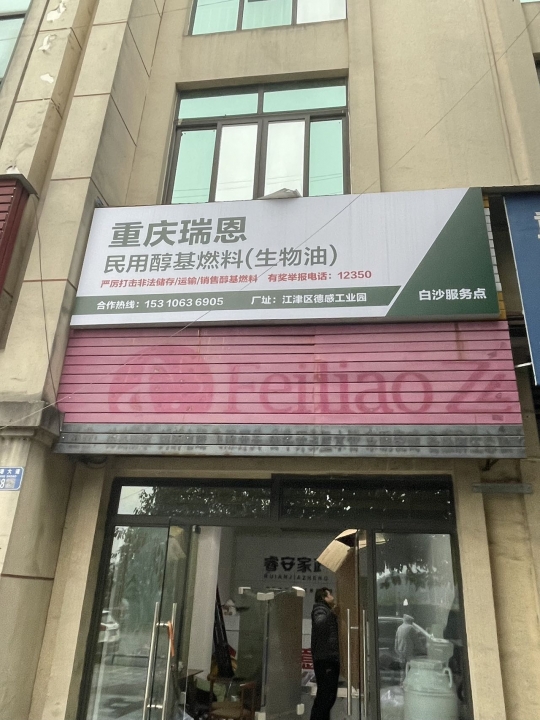 重庆瑞恩
民用醇基燃料(生物油)
严厉打击非法储存/运输/销售醇基燃料 有奖举报电话：12350
合作热线：153 1063 6905 厂址：江津区德感工业园
白沙服务点
Feiliao
睿安家